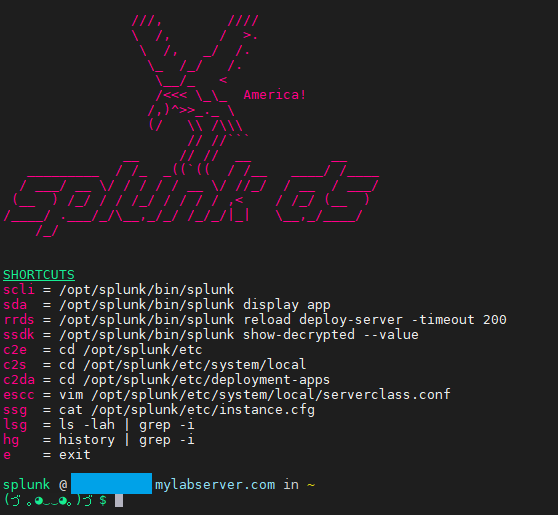 America!
splunk> ds
SHORTCUTS
scli = /opt/splunk/bin/splunk
sda = /opt/splunk/bin/splunk display app
rrds = /opt/splunk/bin/splunk reload deploy-server -timeout 200
ssdk = /opt/splunk/bin/splunk show-decrypted --value
c2e = cd /opt/splunk/etc
c2s = cd /opt/splunk/etc/system/local
c2da = cd /opt/splunk/etc/deployment-apps
escc = vim /opt/splunk/etc/system/local/serverclass.conf
ssg = cat /opt/splunk/etc/instance.cfg
lsg = ls -lah | grep -i
hg = history | grep -i
e = exit
splunk @ mylabserver.com in ~
(づ｡◕‿‿◕｡)づ $